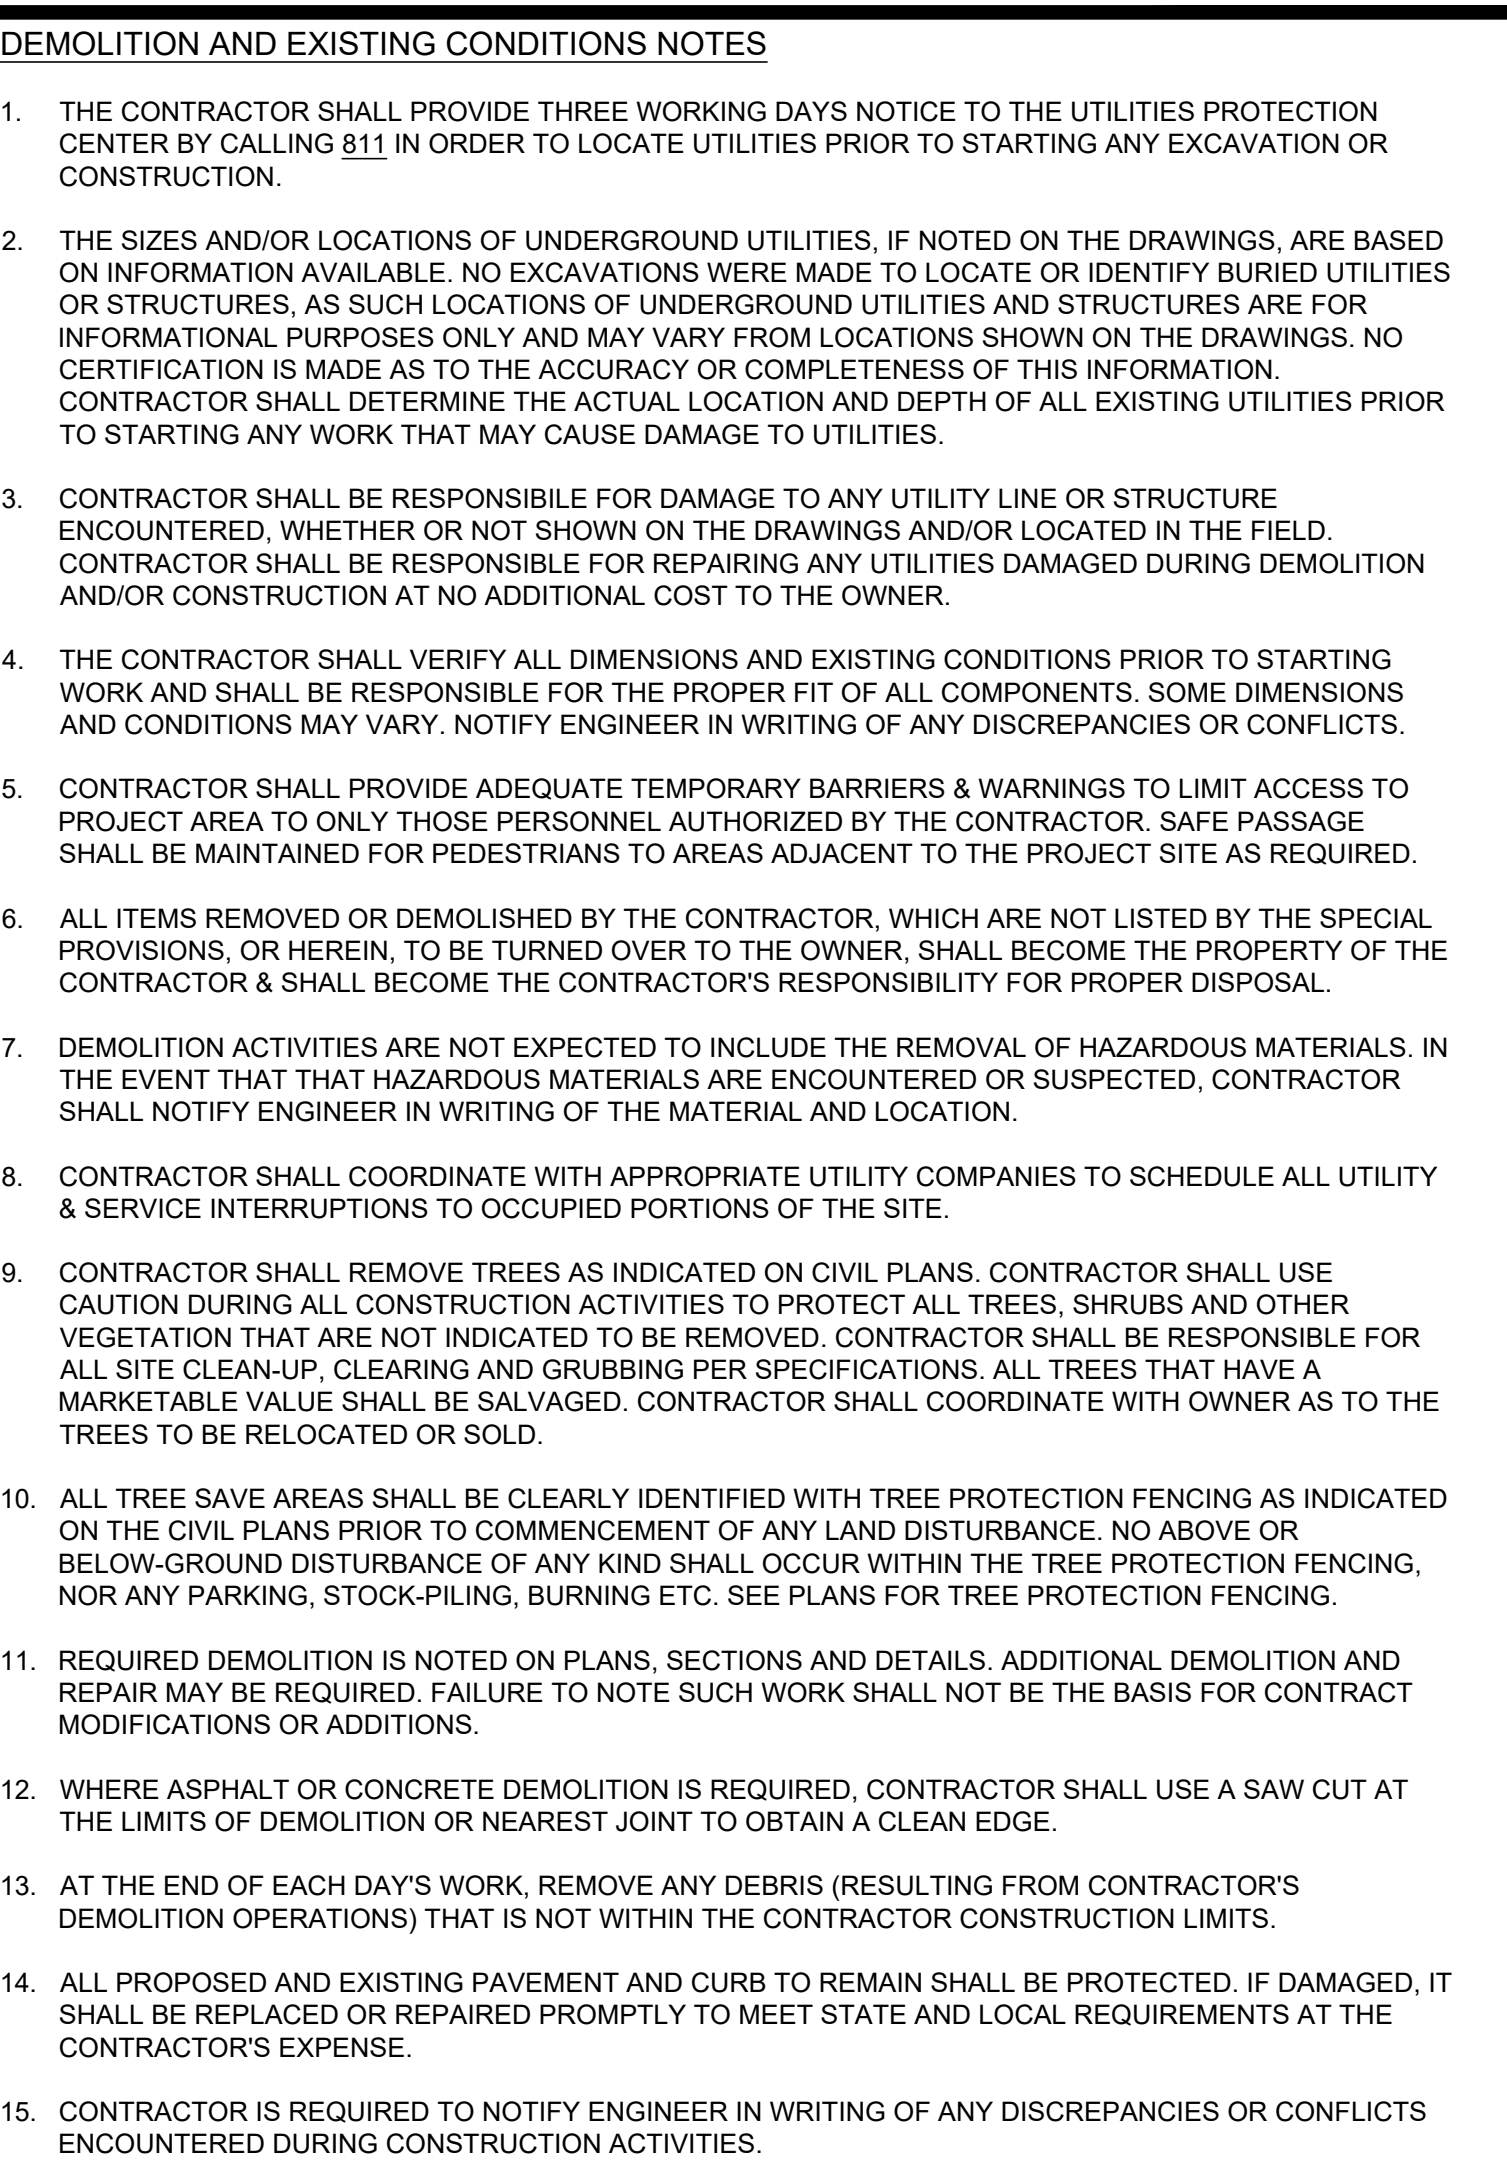 DEMOLITION AND EXISTING CONDITIONS NOTES
1. THE CONTRACTOR SHALL PROVIDE THREE WORKING DAYS NOTICE TO THE UTILITIES PROTECTION
CENTER BY CALLING 811 IN ORDER TO LOCATE UTILITIES PRIOR TO STARTING ANY EXCAVATION OR
CONSTRUCTION.
2. THE SIZES AND/OR LOCATIONS OF UNDERGROUND UTILITIES, IF NOTED ON THE DRAWINGS, ARE BASED
ON INFORMATION AVAILABLE. NO EXCAVATIONS WERE MADE TO LOCATE OR IDENTIFY BURIED UTILITIES
OR STRUCTURES, AS SUCH LOCATIONS OF UNDERGROUND UTILITIES AND STRUCTURES ARE FOR
INFORMATIONAL PURPOSES ONLY AND MAY VARY FROM LOCATIONS SHOWN ON THE DRAWINGS. NO
CERTIFICATION IS MADE AS TO THE ACCURACY OR COMPLETENESS OF THIS INFORMATION.
CONTRACTOR SHALL DETERMINE THE ACTUAL LOCATION AND DEPTH OF ALL EXISTING UTILITIES PRIOR
TO STARTING ANY WORK THAT MAY CAUSE DAMAGE TO UTILITIES.
3. CONTRACTOR SHALL BE RESPONSIBILE FOR DAMAGE TO ANY UTILITY LINE OR STRUCTURE
ENCOUNTERED, WHETHER OR NOT SHOWN ON THE DRAWINGS AND/OR LOCATED IN THE FIELD.
CONTRACTOR SHALL BE RESPONSIBLE FOR REPAIRING ANY UTILITIES DAMAGED DURING DEMOLITION
AND/OR CONSTRUCTION AT NO ADDITIONAL COST TO THE OWNER.
4. THE CONTRACTOR SHALL VERIFY ALL DIMENSIONS AND EXISTING CONDITIONS PRIOR TO STARTING
WORK AND SHALL BE RESPONSIBLE FOR THE PROPER FIT OF ALL COMPONENTS. SOME DIMENSIONS
AND CONDITIONS MAY VARY. NOTIFY ENGINEER IN WRITING OF ANY DISCREPANCIES OR CONFLICTS.
5. CONTRACTOR SHALL PROVIDE ADEQUATE TEMPORARY BARRIERS & WARNINGS TO LIMIT ACCESS TO
PROJECT AREA TO ONLY THOSE PERSONNEL AUTHORIZED BY THE CONTRACTOR. SAFE PASSAGE
SHALL BE MAINTAINED FOR PEDESTRIANS TO AREAS ADJACENT TO THE PROJECT SITE AS REQUIRED.
6. ALL ITEMS REMOVED OR DEMOLISHED BY THE CONTRACTOR, WHICH ARE NOT LISTED BY THE SPECIAL
PROVISIONS, OR HEREIN, TO BE TURNED OVER TO THE OWNER, SHALL BECOME THE PROPERTY OF THE
CONTRACTOR & SHALL BECOME THE CONTRACTOR'S RESPONSIBILITY FOR PROPER DISPOSAL.
7. DEMOLITION ACTIVITIES ARE NOT EXPECTED TO INCLUDE THE REMOVAL OF HAZARDOUS MATERIALS. IN
THE EVENT THAT THAT HAZARDOUS MATERIALS ARE ENCOUNTERED OR SUSPECTED, CONTRACTOR
SHALL NOTIFY ENGINEER IN WRITING OF THE MATERIAL AND LOCATION.
8. CONTRACTOR SHALL COORDINATE WITH APPROPRIATE UTILITY COMPANIES TO SCHEDULE ALL UTILITY
& SERVICE INTERRUPTIONS TO OCCUPIED PORTIONS OF THE SITE.
9. CONTRACTOR SHALL REMOVE TREES AS INDICATED ON CIVIL PLANS. CONTRACTOR SHALL USE
CAUTION DURING ALL CONSTRUCTION ACTIVITIES TO PROTECT ALL TREES, SHRUBS AND OTHER
VEGETATION THAT ARE NOT INDICATED TO BE REMOVED. CONTRACTOR SHALL BE RESPONSIBLE FOR
ALL SITE CLEAN-UP, CLEARING AND GRUBBING PER SPECIFICATIONS. ALL TREES THAT HAVE A
MARKETABLE VALUE SHALL BE SALVAGED. CONTRACTOR SHALL COORDINATE WITH OWNER AS TO THE
TREES TO BE RELOCATED OR SOLD.
10. ALL TREE SAVE AREAS SHALL BE CLEARLY IDENTIFIED WITH TREE PROTECTION FENCING AS INDICATED
ON THE CIVIL PLANS PRIOR TO COMMENCEMENT OF ANY LAND DISTURBANCE. NO ABOVE OR
BELOW-GROUND DISTURBANCE OF ANY KIND SHALL OCCUR WITHIN THE TREE PROTECTION FENCING,
NOR ANY PARKING, STOCK-PILING, BURNING ETC. SEE PLANS FOR TREE PROTECTION FENCING.
11. REQUIRED DEMOLITION IS NOTED ON PLANS, SECTIONS AND DETAILS. ADDITIONAL DEMOLITION AND
REPAIR MAY BE REQUIRED. FAILURE TO NOTE SUCH WORK SHALL NOT BE THE BASIS FOR CONTRACT
MODIFICATIONS OR ADDITIONS.
12. WHERE ASPHALT OR CONCRETE DEMOLITION IS REQUIRED, CONTRACTOR SHALL USE A SAW CUT AT
THE LIMITS OF DEMOLITION OR NEAREST JOINT TO OBTAIN A CLEAN EDGE.
13. AT THE END OF EACH DAY'S WORK, REMOVE ANY DEBRIS (RESULTING FROM CONTRACTOR'S
DEMOLITION OPERATIONS) THAT IS NOT WITHIN THE CONTRACTOR CONSTRUCTION LIMITS.
14. ALL PROPOSED AND EXISTING PAVEMENT AND CURB TO REMAIN SHALL BE PROTECTED. IF DAMAGED, IT
SHALL BE REPLACED OR REPAIRED PROMPTLY TO MEET STATE AND LOCAL REQUIREMENTS AT THE
CONTRACTOR'S EXPENSE.
15. CONTRACTOR IS REQUIRED TO NOTIFY ENGINEER IN WRITING OF ANY DISCREPANCIES OR CONFLICTS
ENCOUNTERED DURING CONSTRUCTION ACTIVITIES.